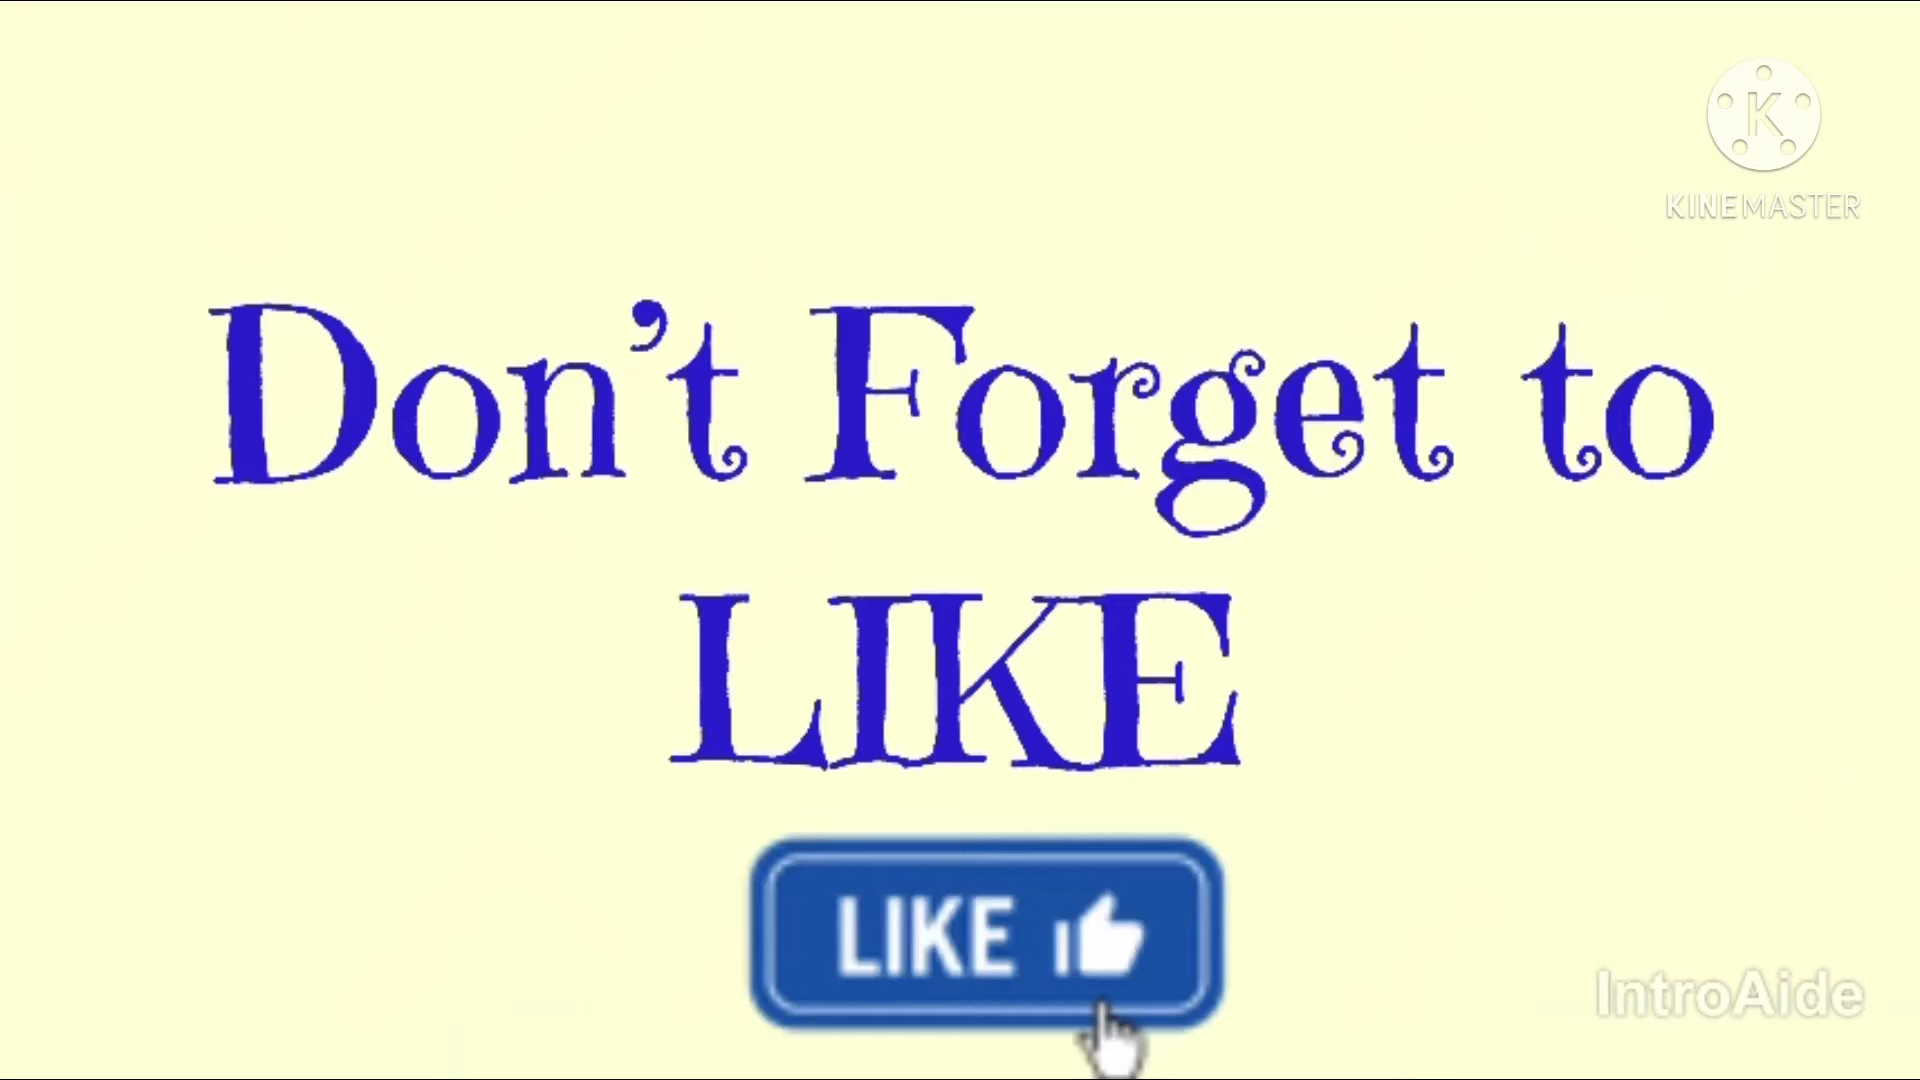 K
KINEMASTER
Don't Forget to
LIKE
LIKE
IntroAide